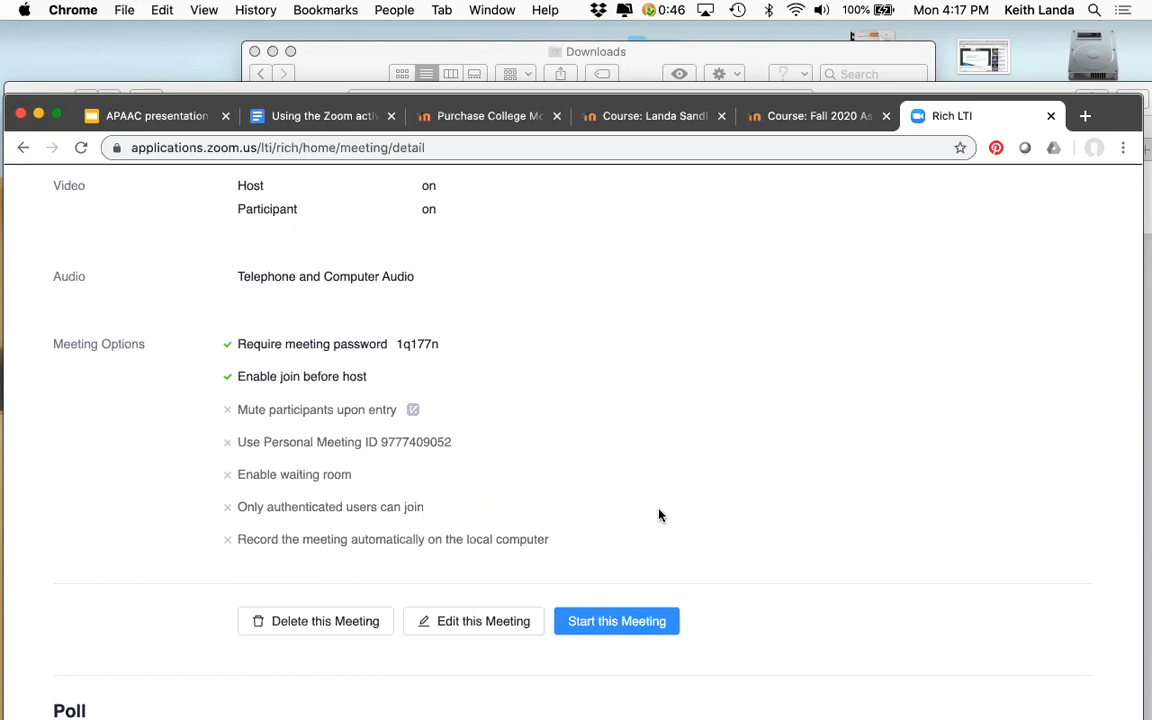 Chrome File Edit View History Bookmarks People Tab Window Help 0:46 100% Mon 4:17 PM Keith Landa
Downloads
Search
APAAC presentation Using the Zoom acti Purchase College Mo Course: Landa Sand Course: Fall 2020 As Rich LTI
applications.zoom.us/lti/rich/home/meeting/detail
Video Host on
Participant on
Audio Telephone and Computer Audio
Meeting Options Require meeting password 1q177n
Enable join before host
Mute participants upon entry
Use Personal Meeting ID 9777409052
Enable waiting room
Only authenticated users can join
Record the meeting automatically on the local computer
Delete this Meeting Edit this Meeting Start this Meeting
Poll